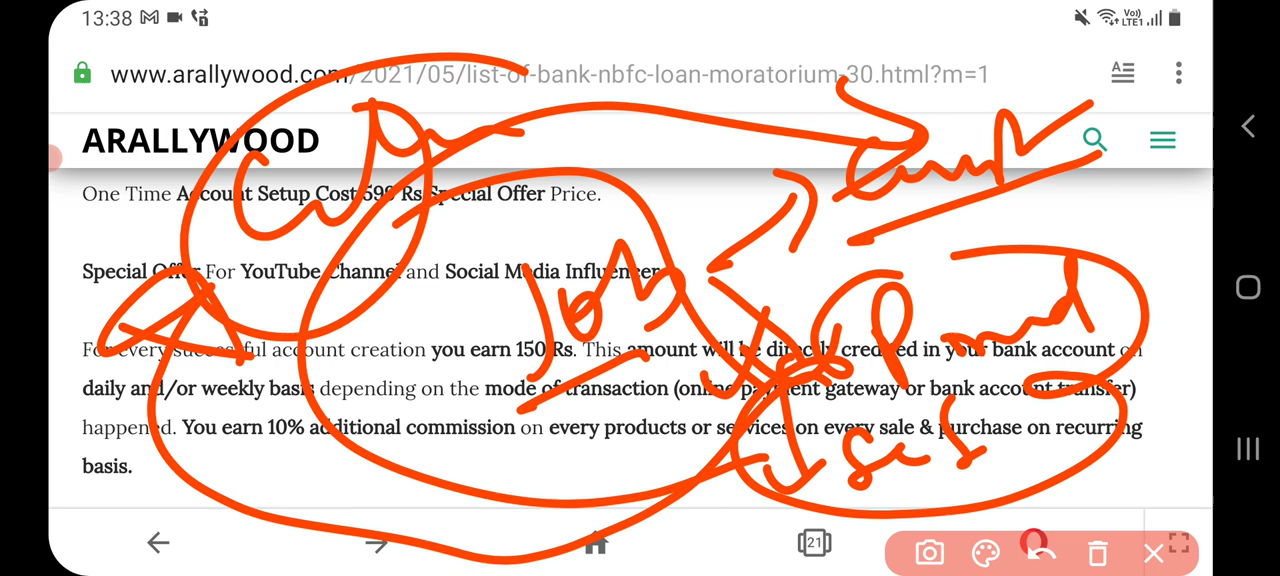 13:38 Vo)) LTE1
www.arallywood.com/2021/05/list-of-bank-nbfc-loan-moratorium-30.html?m=1
ARALLYWOOD
One Time Account Setup Cost 599 Rs Special Offer Price.
Special Offer For YouTube Channel and Social Media Influencer
For every successful account creation you earn 150 Rs. This amount will be directly credited in your bank account on
daily and/or weekly basis depending on the mode of transaction (online payment gateway or bank account transfer)
happened. You earn 10% additional commission on every products or services on every sale & purchase on recurring
basis.
21